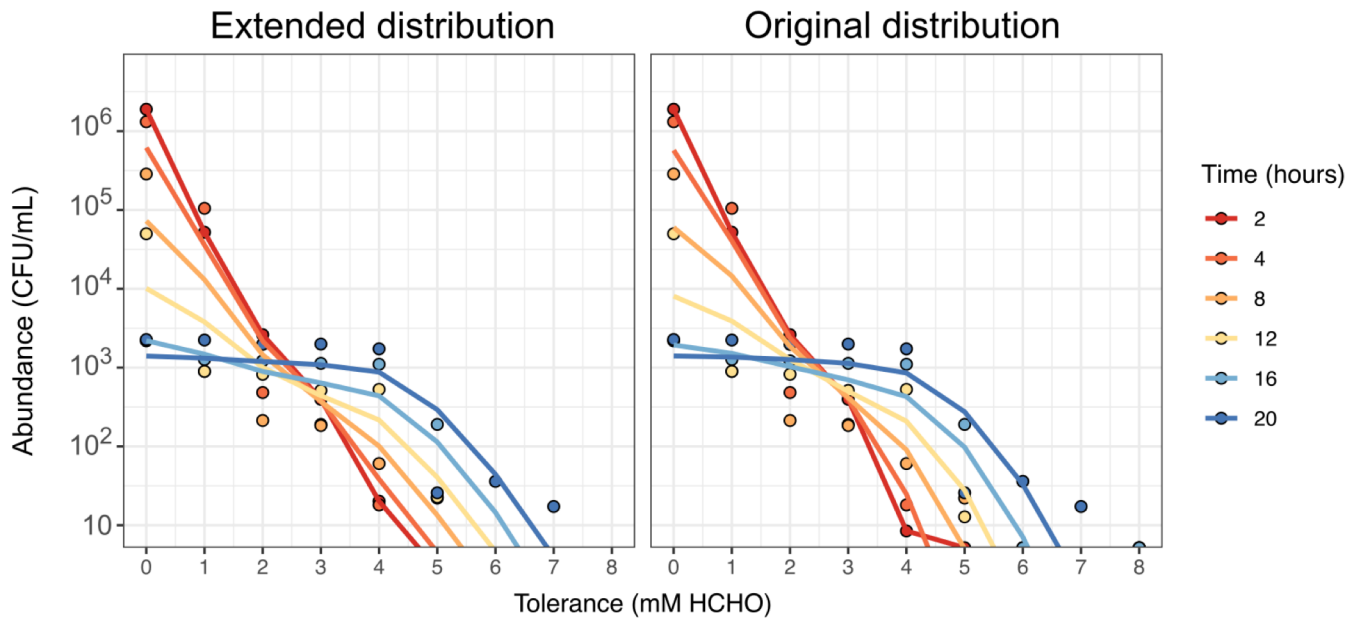 Extended distribution
Original distribution
Abundance (CFU/mL)
10⁶
10⁵
10⁴
10³
10²
10
0 1 2 3 4 5 6 7 8
0 1 2 3 4 5 6 7 8
Tolerance (mM HCHO)
Time (hours)
2
4
8
12
16
20